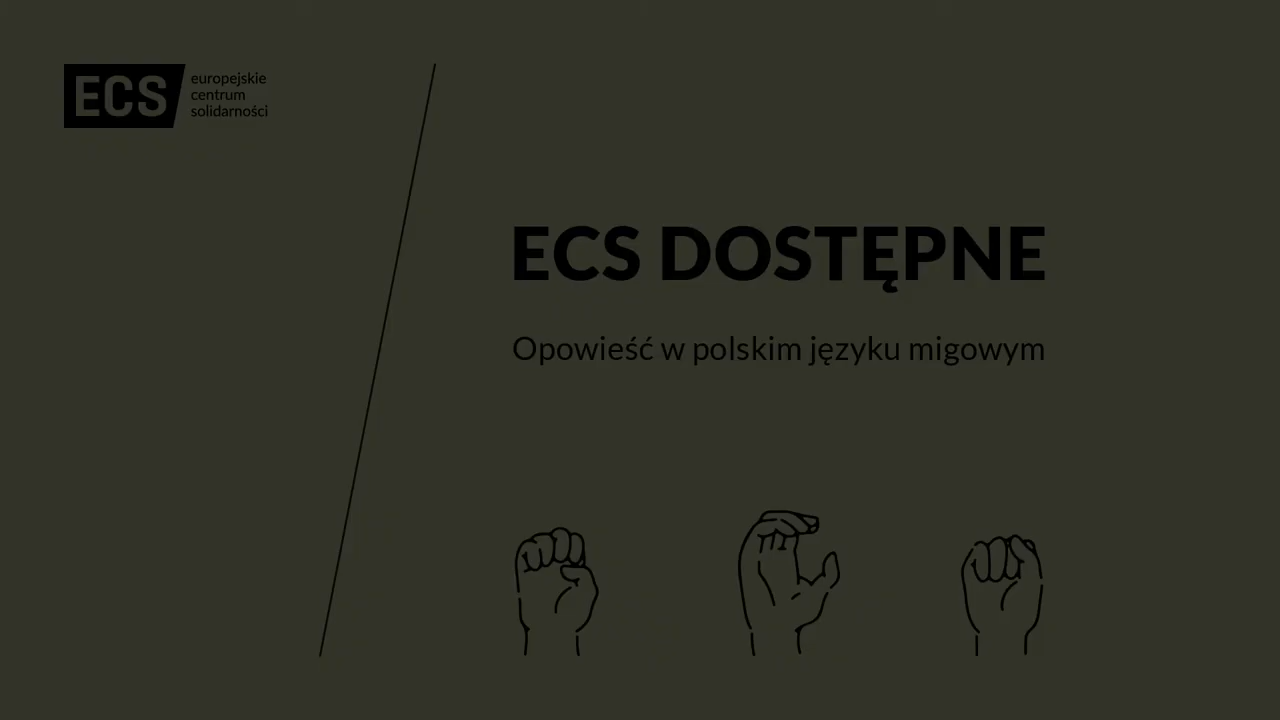 ECS
europejskie
centrum
solidarności
ECS DOSTĘPNE
Opowieść w polskim języku migowym